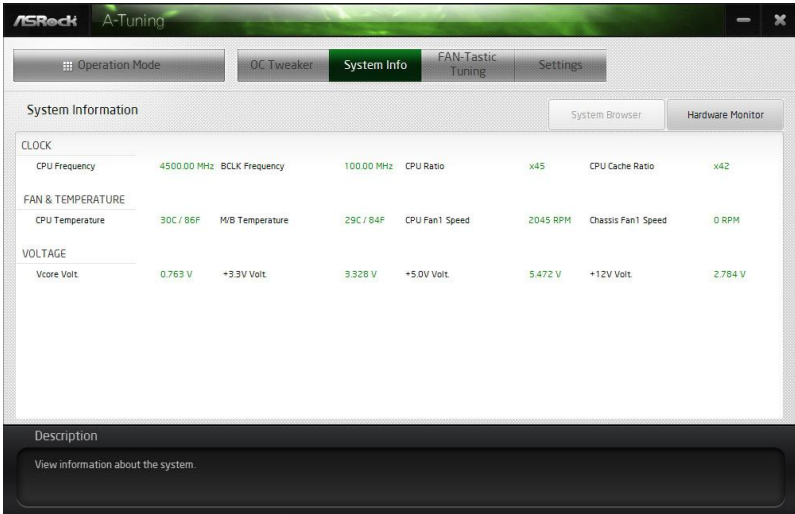 ASRock A-Tuning
Operation Mode OC Tweaker System Info FAN-Tastic Tuning Settings
System Information System Browser Hardware Monitor
CLOCK
CPU Frequency 4500.00 MHz BCLK Frequency 100.00 MHz CPU Ratio x45 CPU Cache Ratio x42
FAN & TEMPERATURE
CPU Temperature 30C / 86F M/B Temperature 29C / 84F CPU Fan1 Speed 2045 RPM Chassis Fan1 Speed 0 RPM
VOLTAGE
Vcore Volt. 0.763 V +3.3V Volt. 3.328 V +5.0V Volt. 5.472 V +12V Volt. 2.784 V
Description
View information about the system.